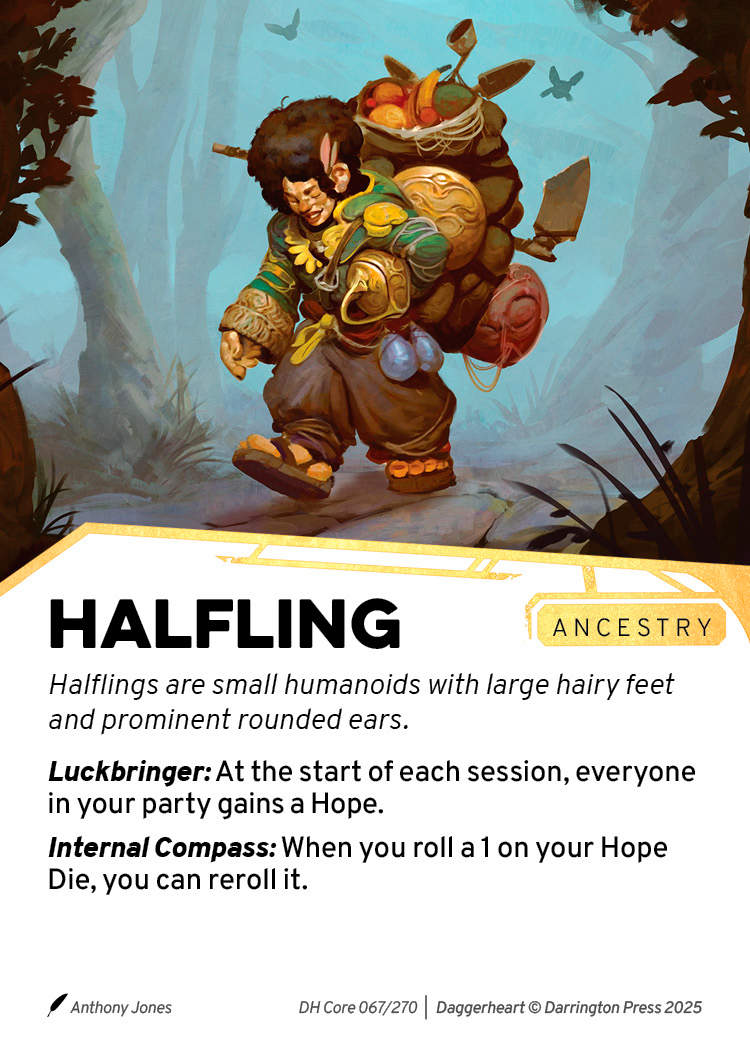 HALFLING
ANCESTRY
Halflings are small humanoids with large hairy feet
and prominent rounded ears.
Luckbringer: At the start of each session, everyone
in your party gains a Hope.
Internal Compass: When you roll a 1 on your Hope
Die, you can reroll it.
Anthony Jones
DH Core 067/270 | Daggerheart © Darrington Press 2025